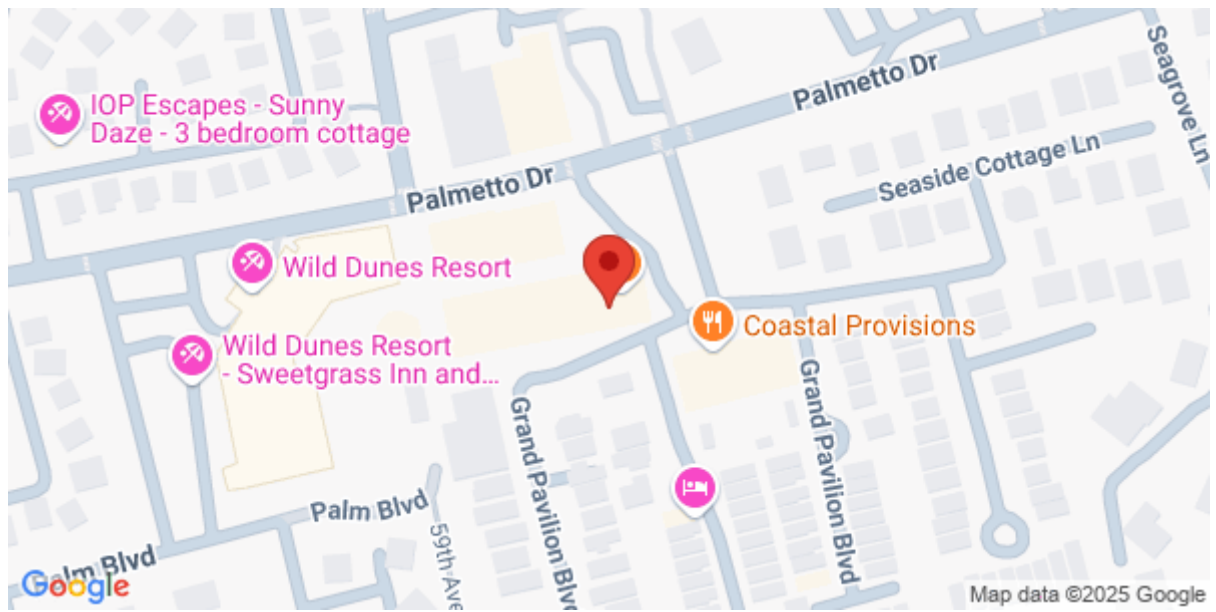 Seagrove Ln
Palmetto Dr
IOP Escapes - Sunny
Daze - 3 bedroom cottage
Seaside Cottage Ln
Palmetto Dr
Wild Dunes Resort
Coastal Provisions
Wild Dunes Resort
- Sweetgrass Inn and...
Grand Pavilion Blvd
Grand Pavilion Blvd
Palm Blvd
59th Ave
Palm Blvd
Google
Map data ©2025 Google